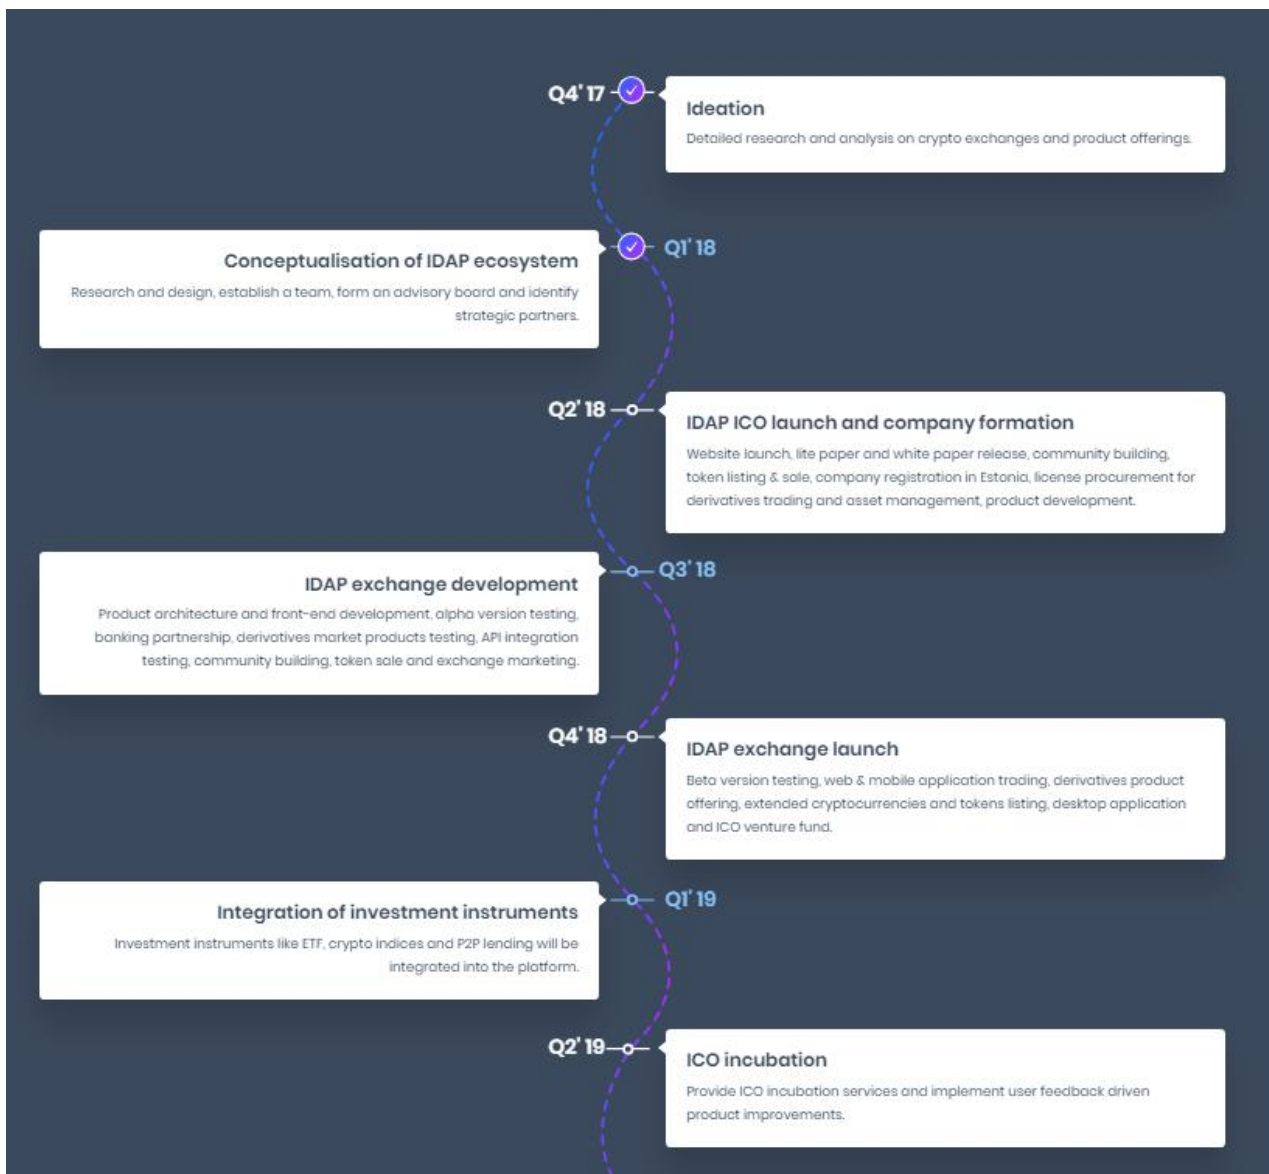 Q4' 17
Ideation
Detailed research and analysis on crypto exchanges and product offerings.
Q1' 18
Conceptualisation of IDAP ecosystem
Research and design, establish a team, form an advisory board and identify
strategic partners.
Q2' 18
IDAP ICO launch and company formation
Website launch, lite paper and white paper release, community building,
token listing & sale, company registration in Estonia, license procurement for
derivatives trading and asset management, product development.
Q3' 18
IDAP exchange development
Product architecture and front-end development, alpha version testing,
banking partnership, derivatives market products testing, API integration
testing, community building, token sale and exchange marketing.
Q4' 18
IDAP exchange launch
Beta version testing, web & mobile application trading, derivatives product
offering, extended cryptocurrencies and tokens listing, desktop application
and ICO venture fund.
Q1' 19
Integration of investment instruments
Investment instruments like ETF, crypto indices and P2P lending will be
integrated into the platform.
Q2' 19
ICO incubation
Provide ICO incubation services and implement user feedback driven
product improvements.